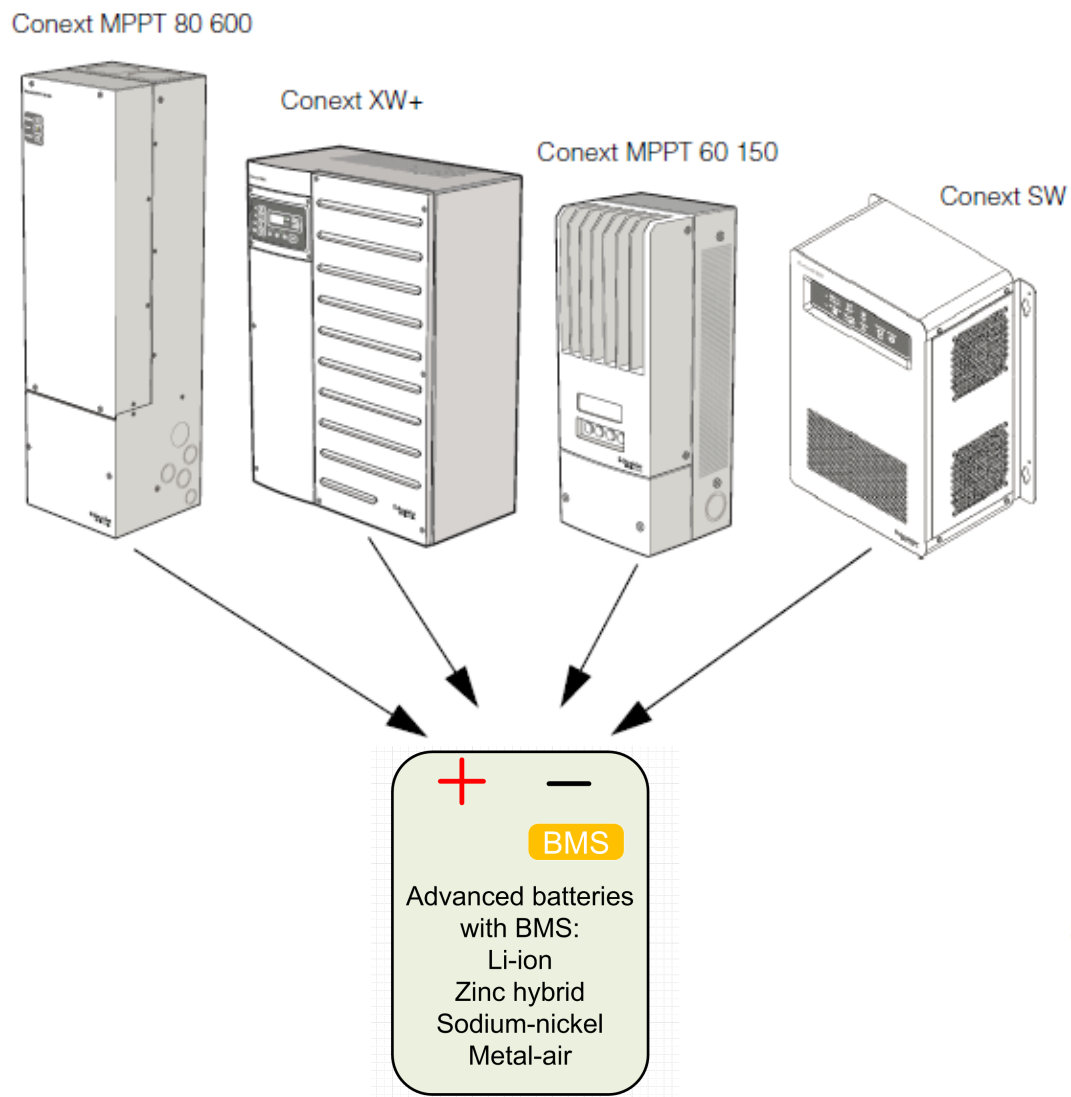 Conext MPPT 80 600
Conext XW+
Conext MPPT 60 150
Conext SW
BMS
Advanced batteries
with BMS:
Li-ion
Zinc hybrid
Sodium-nickel
Metal-air